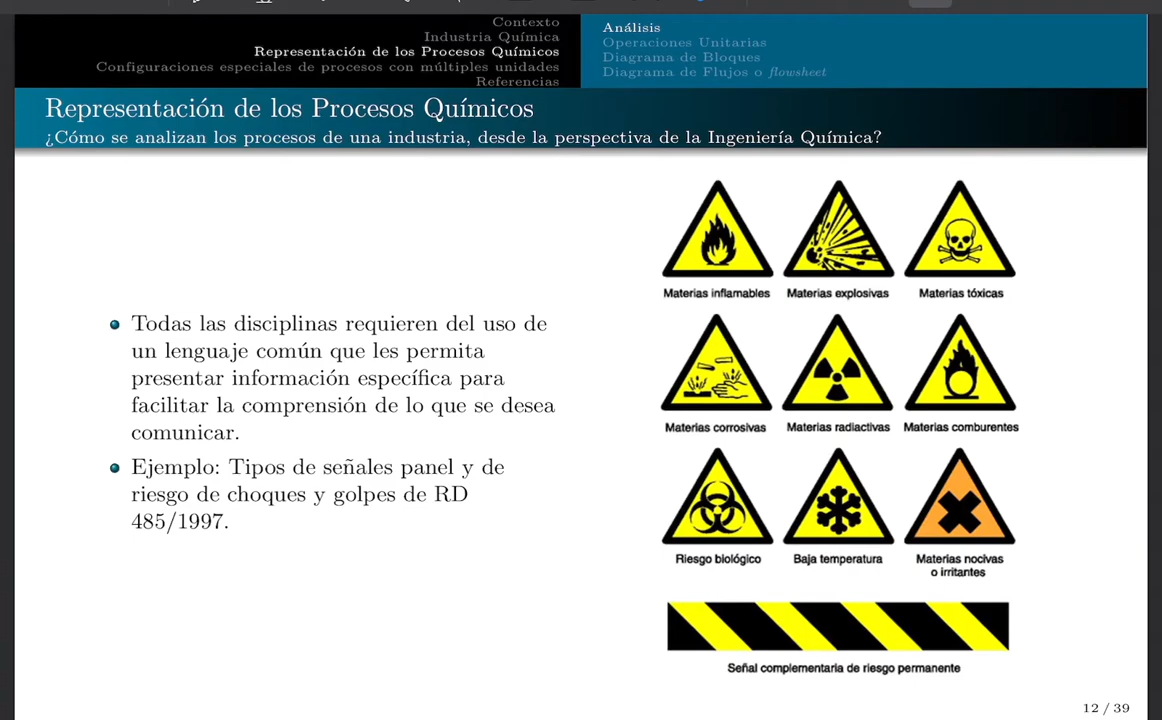 Contexto
Industria Química
Representación de los Procesos Químicos
Configuraciones especiales de procesos con múltiples unidades
Referencias
Análisis
Operaciones Unitarias
Diagrama de Bloques
Diagrama de Flujos o flowsheet
Representación de los Procesos Químicos
¿Cómo se analizan los procesos de una industria, desde la perspectiva de la Ingeniería Química?
Todas las disciplinas requieren del uso de
un lenguaje común que les permita
presentar información específica para
facilitar la comprensión de lo que se desea
comunicar.
Ejemplo: Tipos de señales panel y de
riesgo de choques y golpes de RD
485/1997.
Materias inflamables
Materias explosivas
Materias tóxicas
Materias corrosivas
Materias radiactivas
Materias comburentes
Riesgo biológico
Baja temperatura
Materias nocivas
o irritantes
Señal complementaria de riesgo permanente
12 / 39